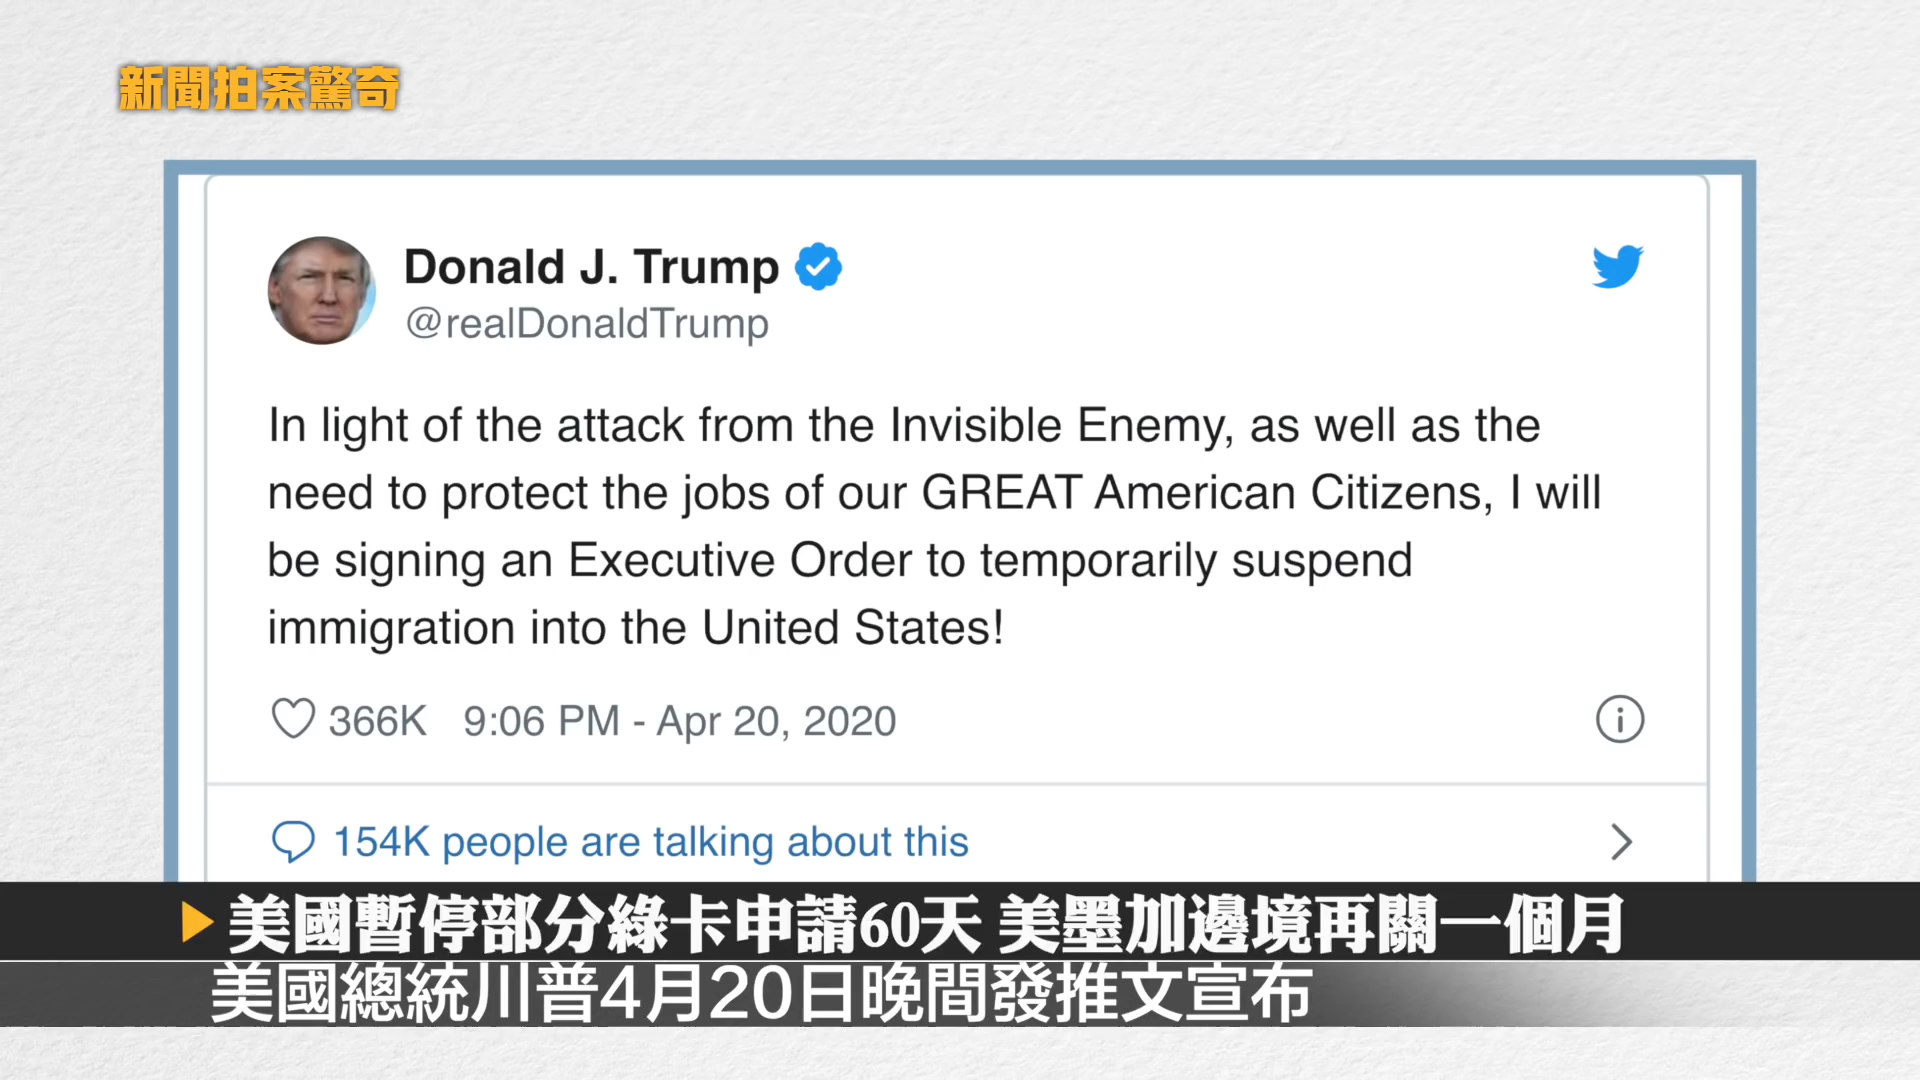 新聞拍案驚奇
Donald J. Trump
@realDonaldTrump
In light of the attack from the Invisible Enemy, as well as the
need to protect the jobs of our GREAT American Citizens, I will
be signing an Executive Order to temporarily suspend
immigration into the United States!
366K 9:06 PM - Apr 20, 2020
154K people are talking about this
美國暫停部分綠卡申請60天 美墨加邊境再關一個月
美國總統川普4月20日晚間發推文宣布